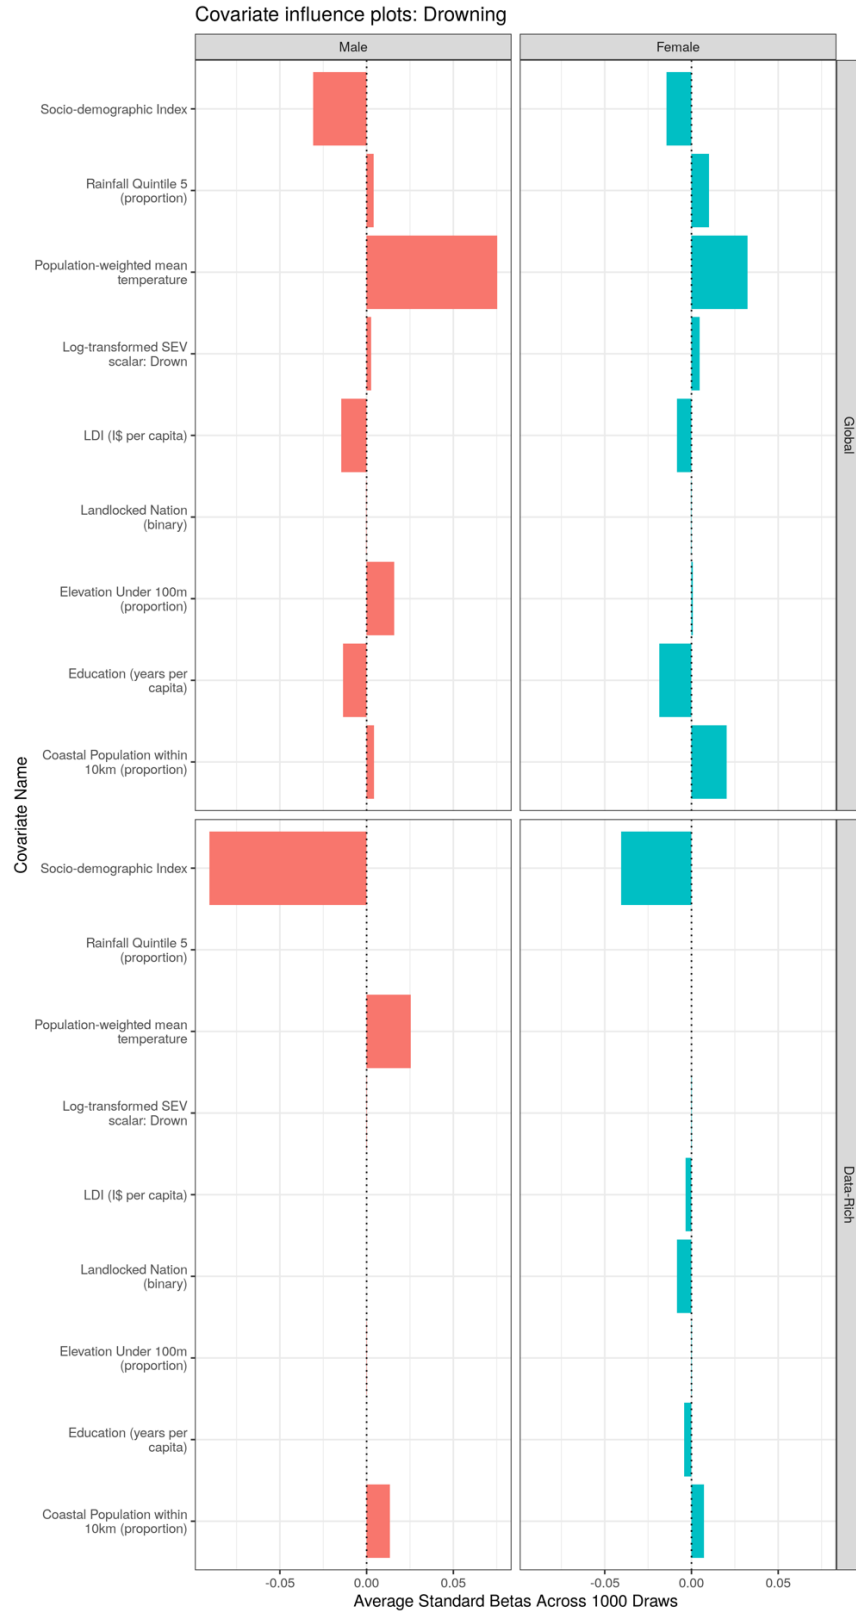 Covariate influence plots: Drowning
Male
Female
Socio-demographic Index
Rainfall Quintile 5
(proportion)
Population-weighted mean
temperature
Log-transformed SEV
scalar: Drown
LDI (I$ per capita)
Landlocked Nation
(binary)
Elevation Under 100m
(proportion)
Education (years per
capita)
Coastal Population within
10km (proportion)
Global
Covariate Name
Socio-demographic Index
Rainfall Quintile 5
(proportion)
Population-weighted mean
temperature
Log-transformed SEV
scalar: Drown
LDI (I$ per capita)
Landlocked Nation
(binary)
Elevation Under 100m
(proportion)
Education (years per
capita)
Coastal Population within
10km (proportion)
Data-Rich
-0.05 0.00 0.05
-0.05 0.00 0.05
Average Standard Betas Across 1000 Draws